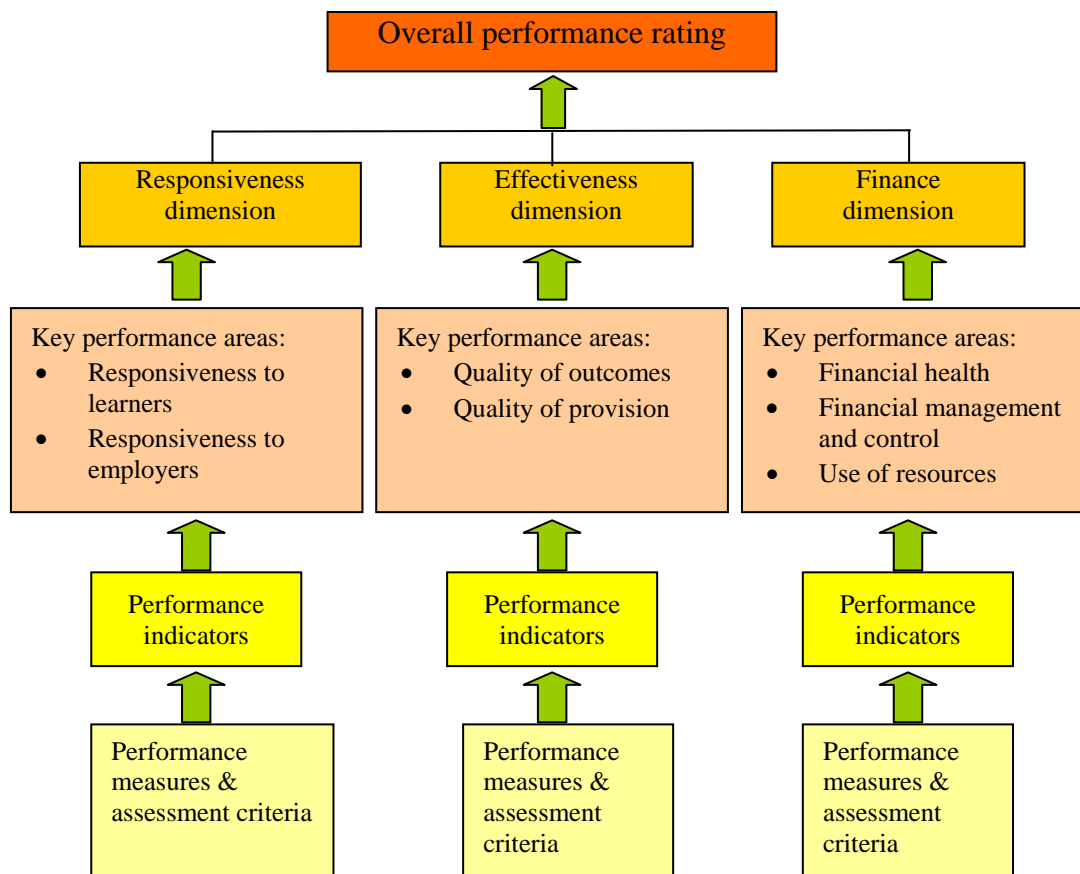 Overall performance rating
Responsiveness
dimension
Effectiveness
dimension
Finance
dimension
Key performance areas:
• Responsiveness to
learners
• Responsiveness to
employers
Key performance areas:
• Quality of outcomes
• Quality of provision
Key performance areas:
• Financial health
• Financial management
and control
• Use of resources
Performance
indicators
Performance
indicators
Performance
indicators
Performance
measures &
assessment criteria
Performance
measures &
assessment
criteria
Performance
measures &
assessment
criteria